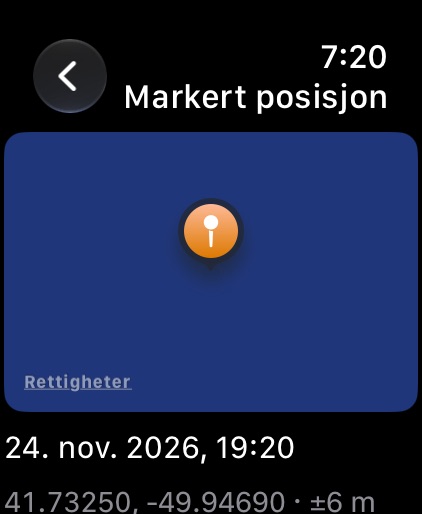 7:20
Markert posisjon
Rettigheter
24. nov. 2026, 19:20
41.73250, -49.94690 · ±6 m